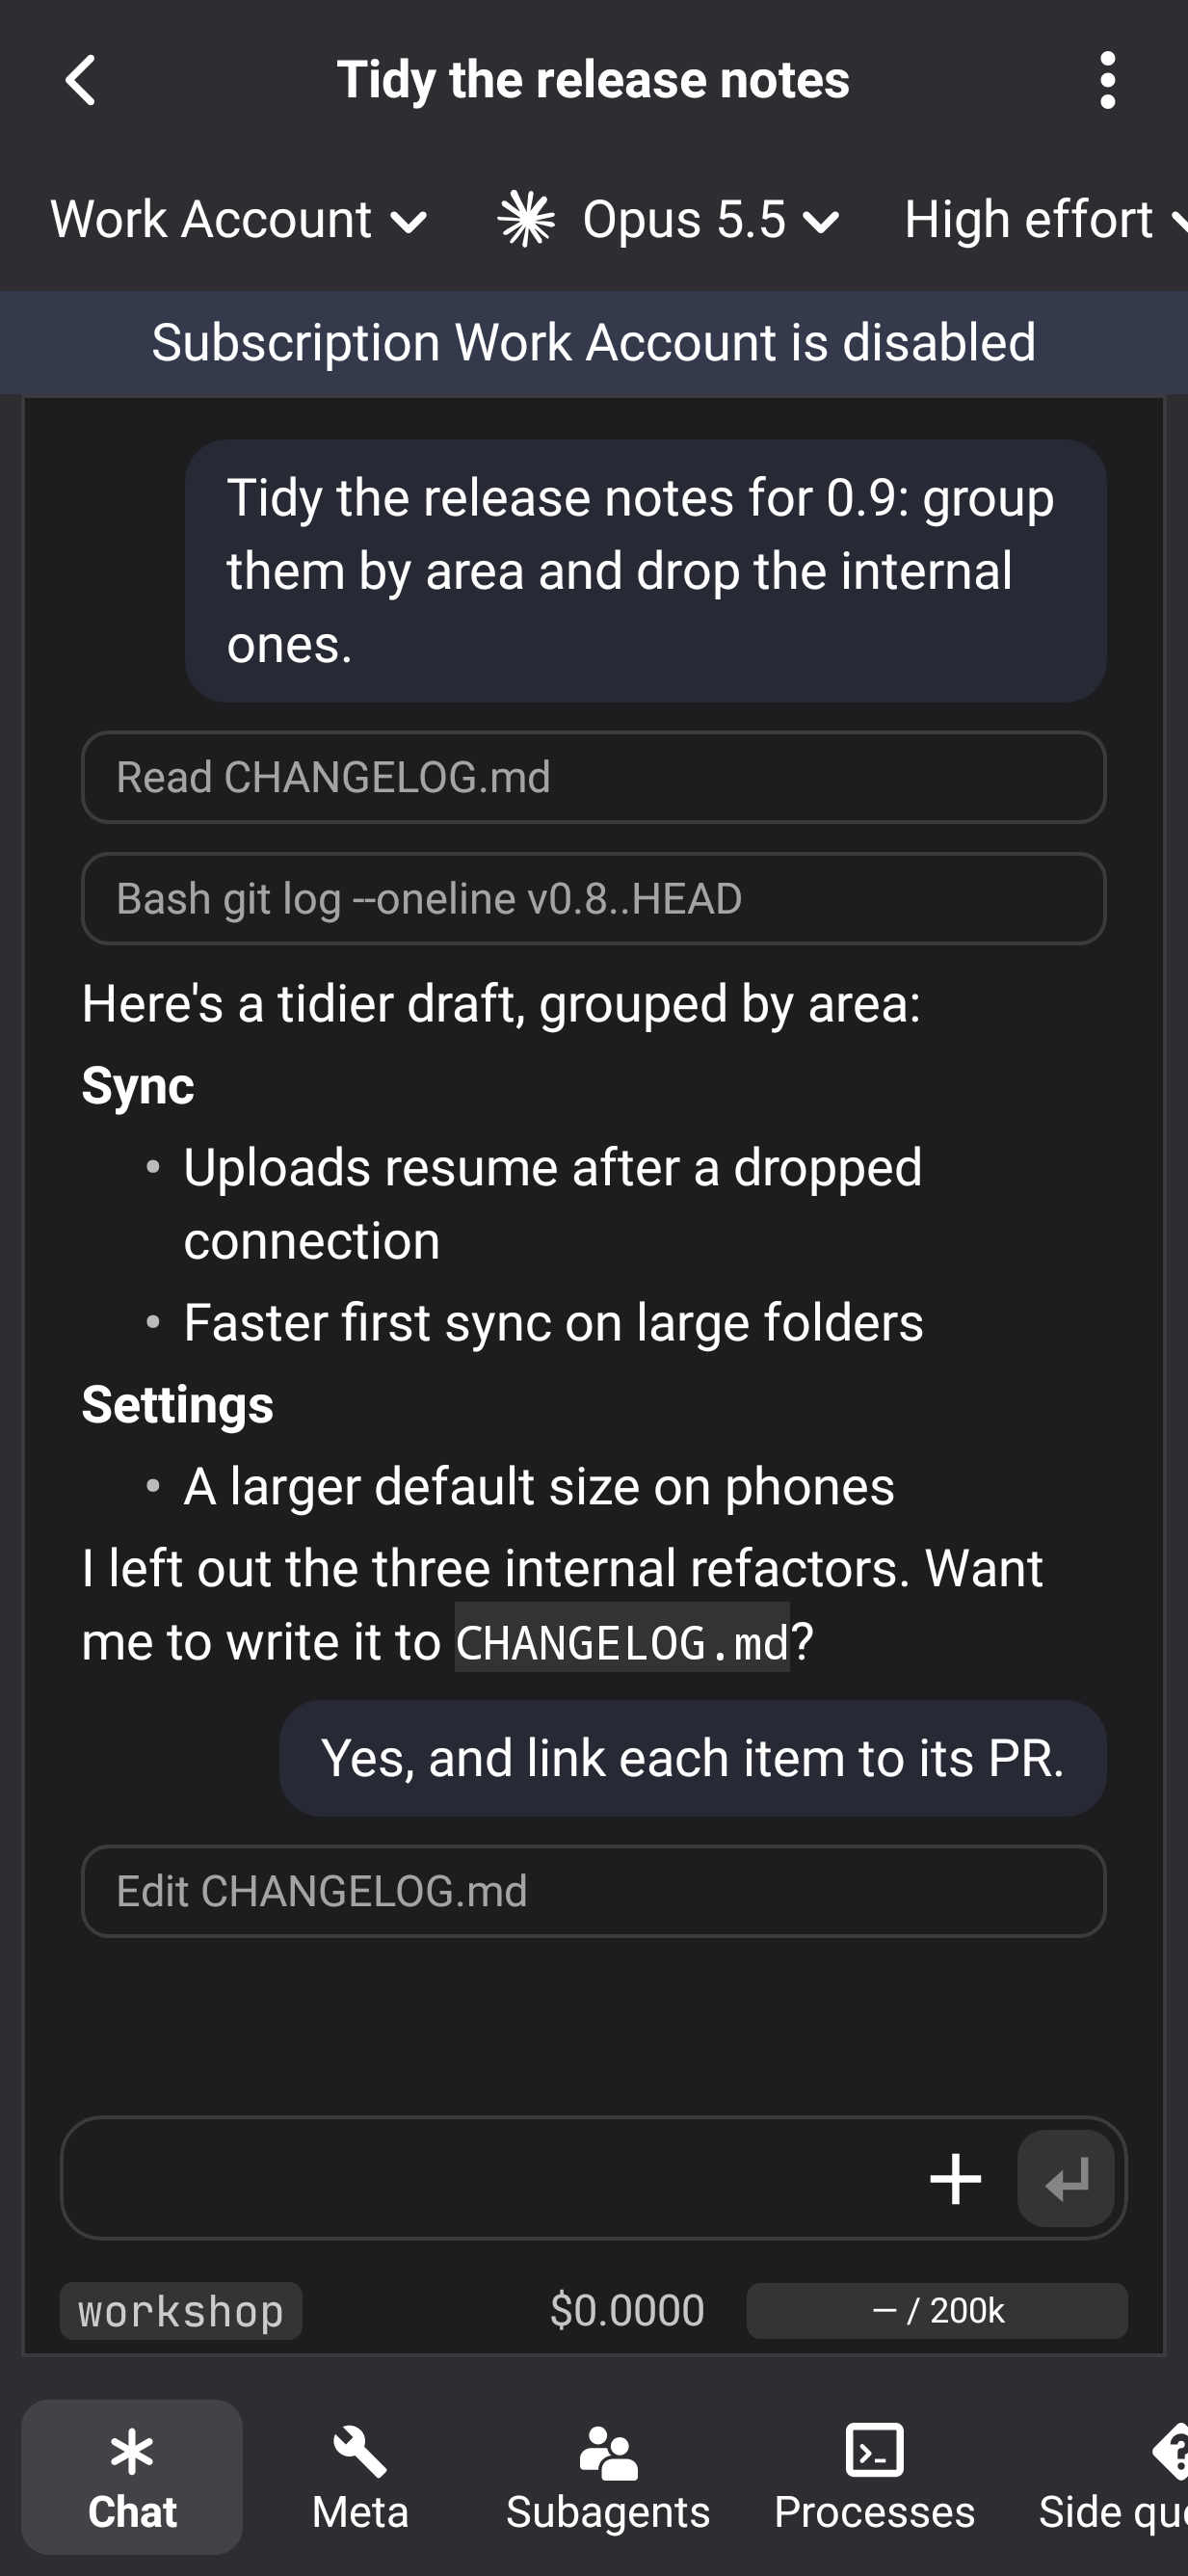 Tidy the release notes
Work Account
Opus 5.5
High effort
Subscription Work Account is disabled
Tidy the release notes for 0.9: group
them by area and drop the internal
ones.
Read CHANGELOG.md
Bash git log --oneline v0.8..HEAD
Here's a tidier draft, grouped by area:
Sync
• Uploads resume after a dropped
connection
• Faster first sync on large folders
Settings
• A larger default size on phones
I left out the three internal refactors. Want
me to write it to CHANGELOG.md?
Yes, and link each item to its PR.
Edit CHANGELOG.md
workshop
$0.0000
– / 200k
Chat
Meta
Subagents
Processes
Side